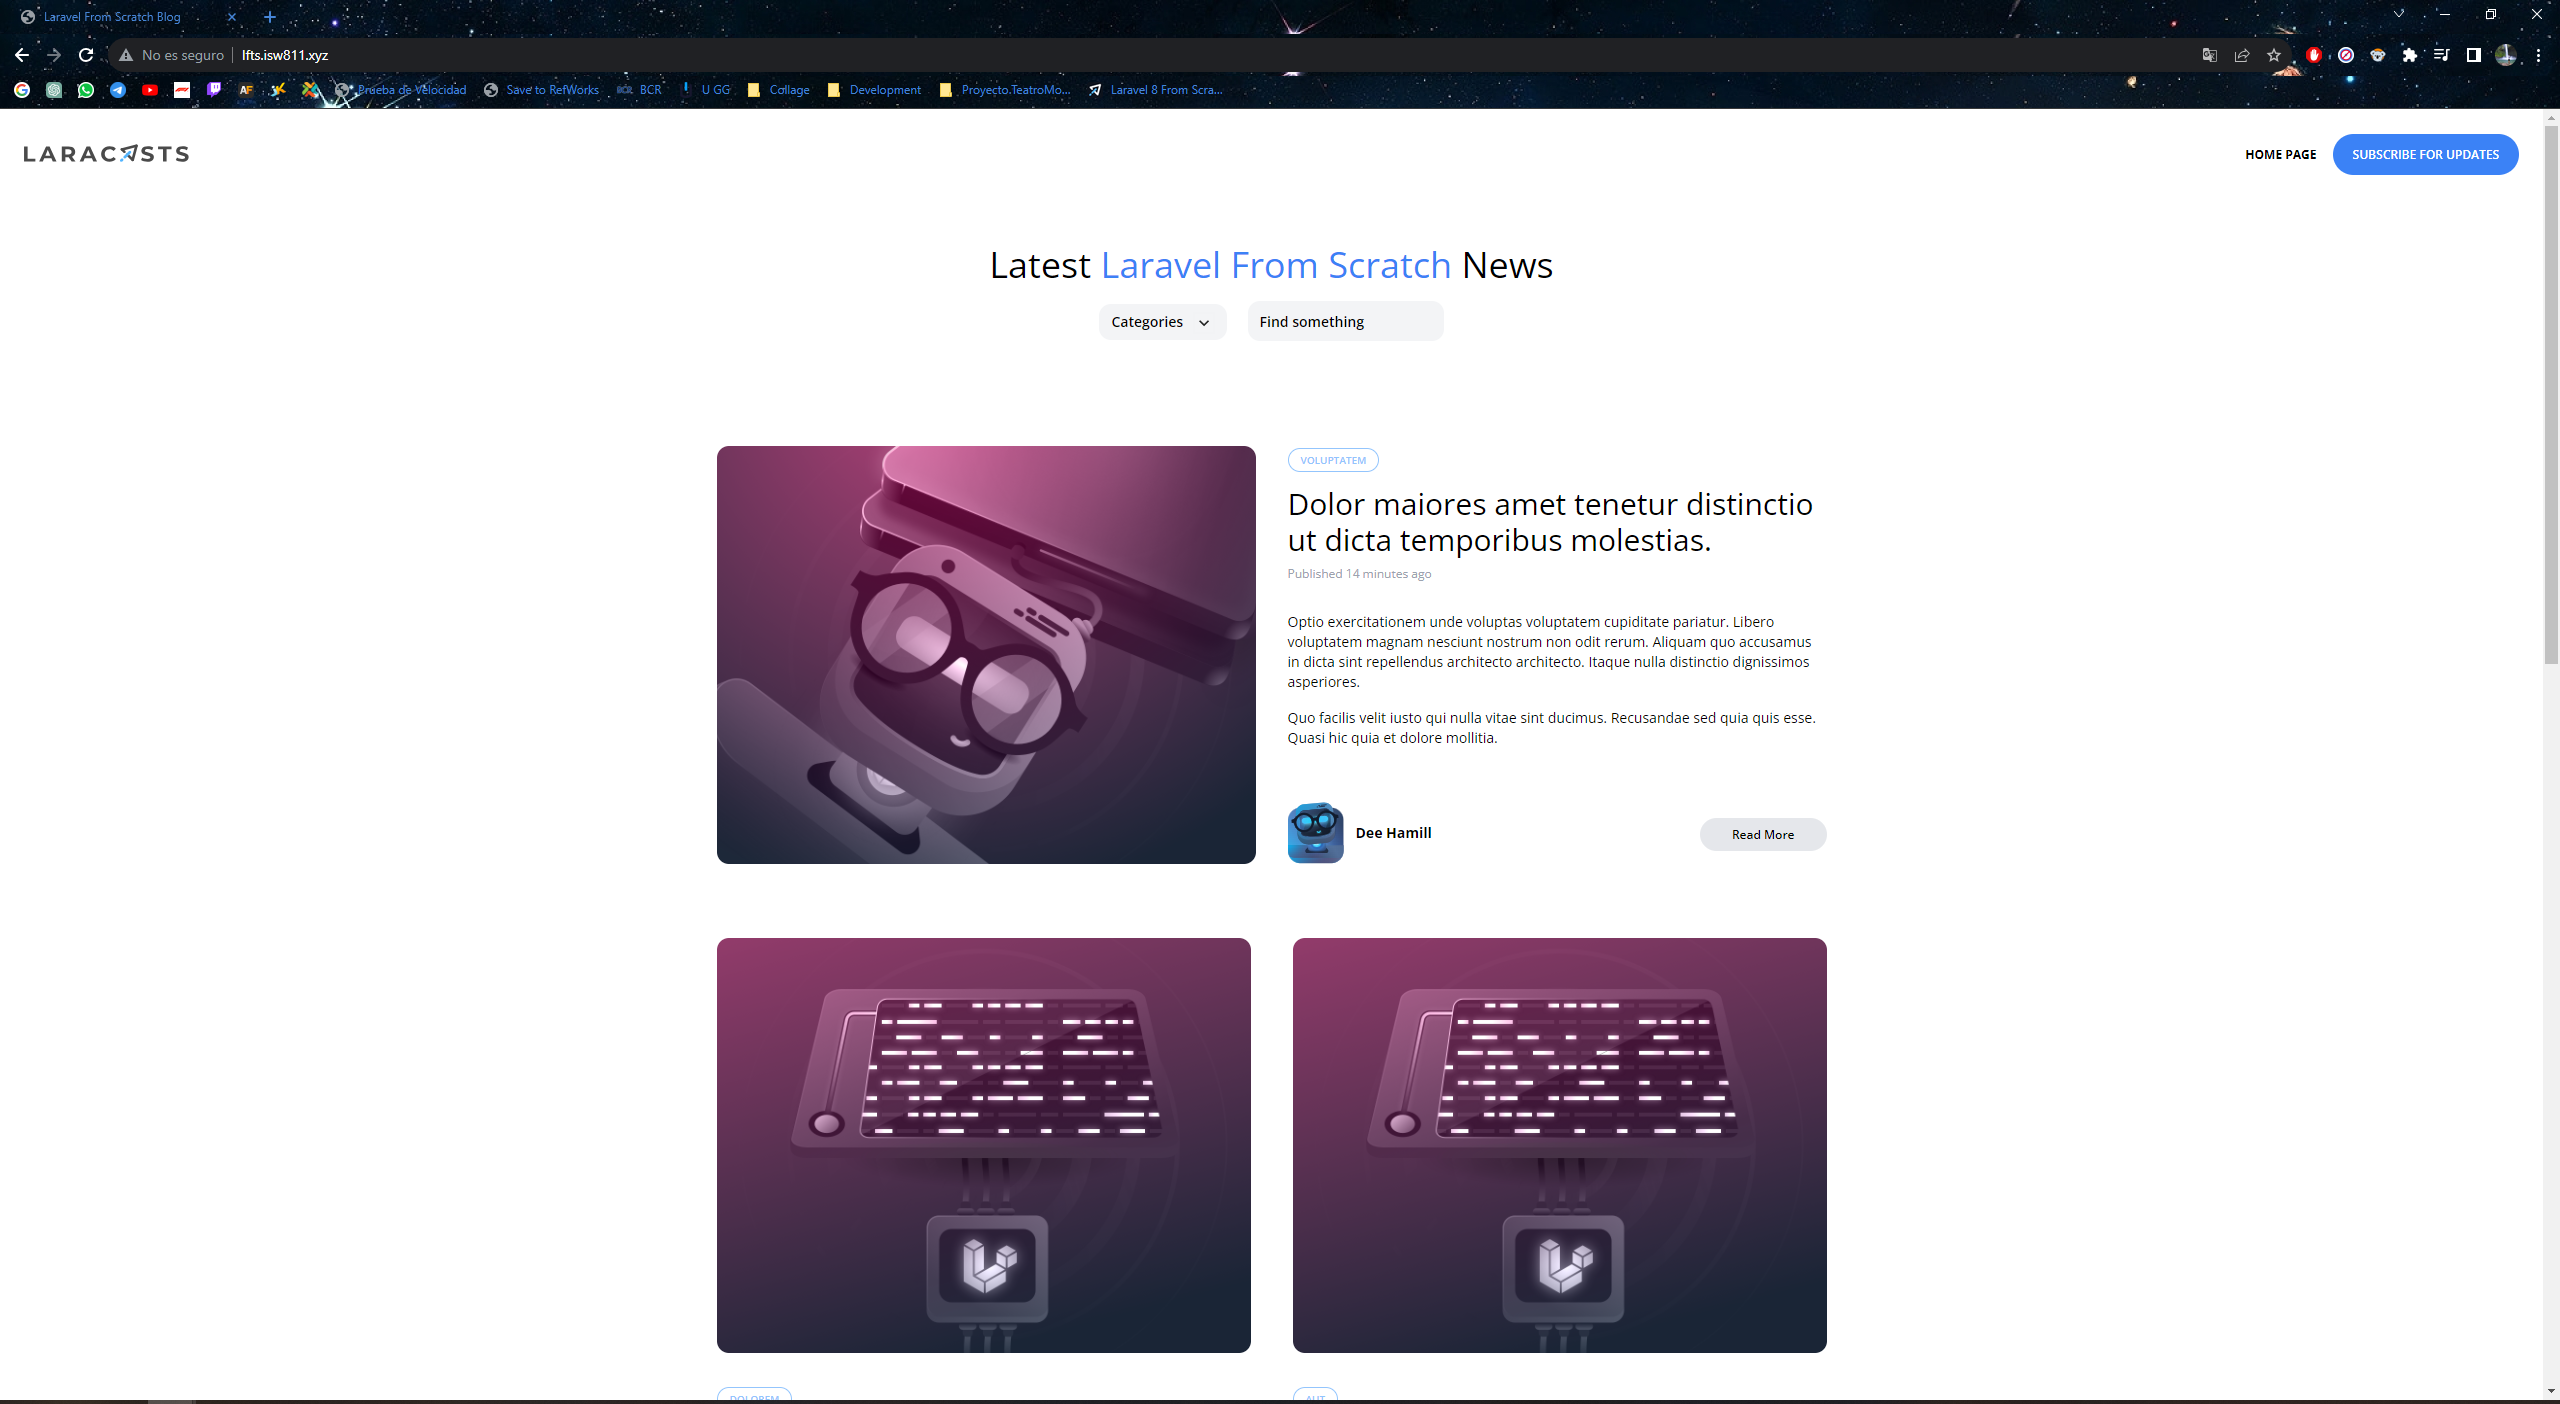 Laravel From Scratch Blog
No es seguro
lfts.isw811.xyz
Prueba de Velocidad
Save to RefWorks
BCR
U GG
Collage
Development
Proyecto.TeatroMo...
Laravel 8 From Scra...
LARACASTS
HOME PAGE
SUBSCRIBE FOR UPDATES
Latest Laravel From Scratch News
Categories
Find something
VOLUPTATEM
Dolor maiores amet tenetur distinctio
ut dicta temporibus molestias.
Published 14 minutes ago
Optio exercitationem unde voluptas voluptatem cupiditate pariatur. Libero
voluptatem magnam nesciunt nostrum non odit rerum. Aliquam quo accusamus
in dicta sint repellendus architecto architecto. Itaque nulla distinctio dignissimos
asperiores.
Quo facilis velit iusto qui nulla vitae sint ducimus. Recusandae sed quia quis esse.
Quasi hic quia et dolore mollitia.
Dee Hamill
Read More
DOLOREM
AUT